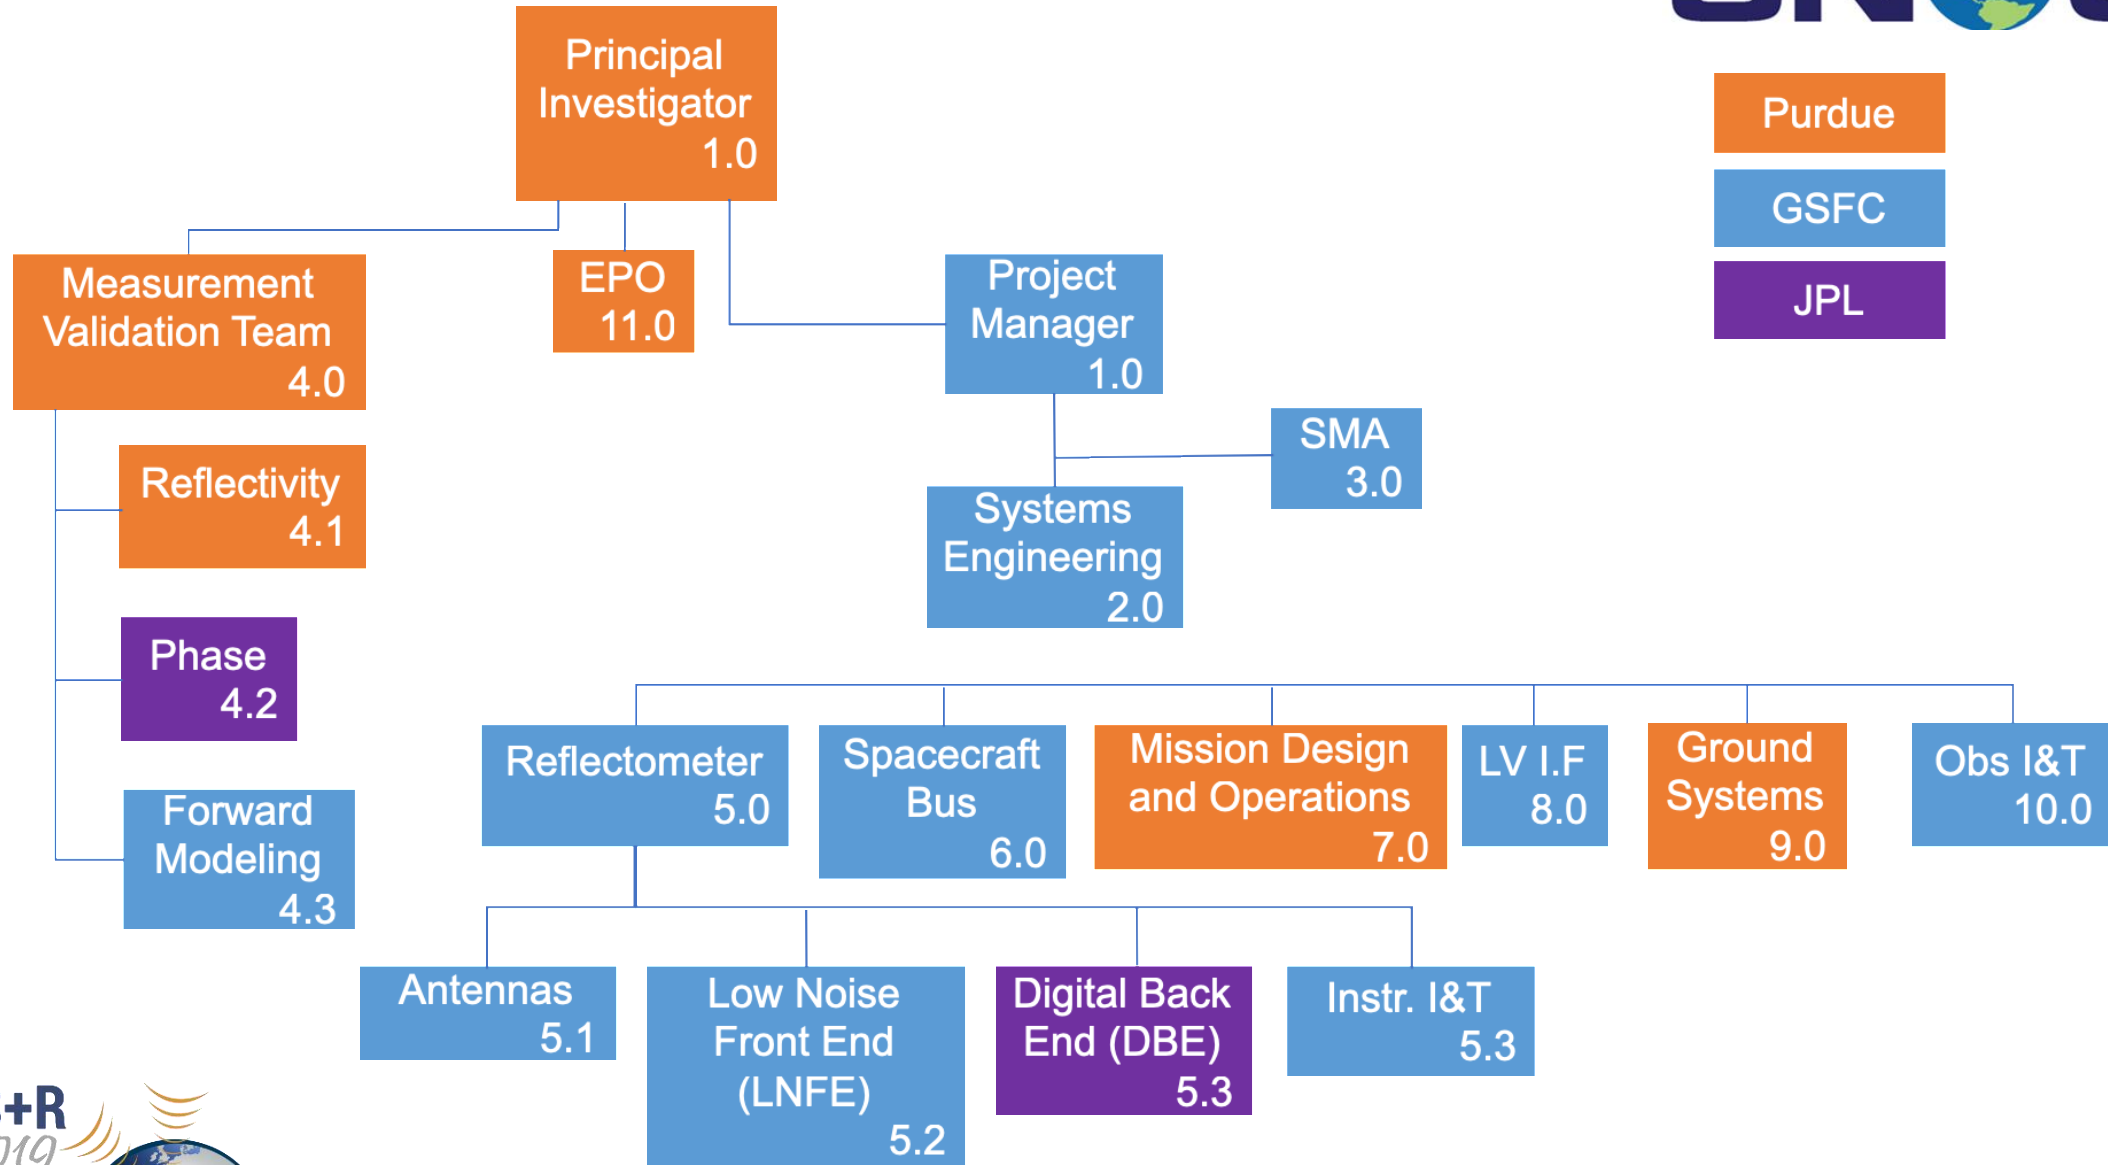 Principal
Investigator
1.0
Purdue
GSFC
JPL
Measurement
Validation Team
4.0
EPO
11.0
Project
Manager
1.0
SMA
3.0
Systems
Engineering
2.0
Reflectivity
4.1
Phase
4.2
Forward
Modeling
4.3
Reflectometer
5.0
Spacecraft
Bus
6.0
Mission Design
and Operations
7.0
LV I.F
8.0
Ground
Systems
9.0
Obs I&T
10.0
Antennas
5.1
Low Noise
Front End
(LNFE)
5.2
Digital Back
End (DBE)
5.3
Instr. I&T
5.3
+R